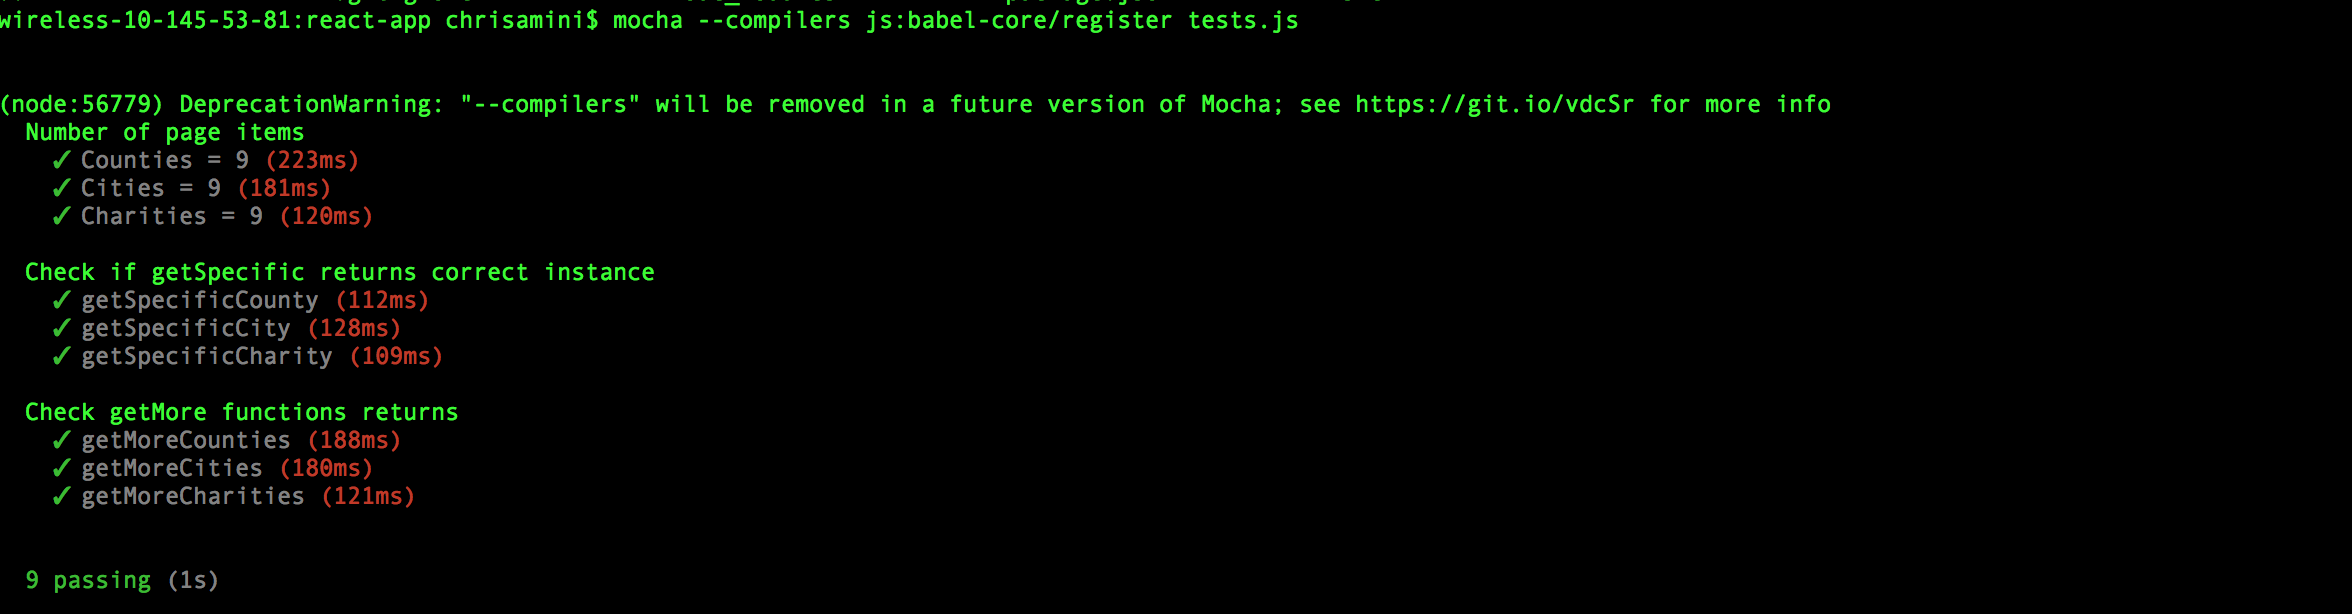 wireless-10-145-53-81:react-app chrisamini$ mocha --compilers js:babel-core/register tests.js
(node:56779) DeprecationWarning: "--compilers" will be removed in a future version of Mocha; see https://git.io/vdcSr for more info
Number of page items
✓ Counties = 9 (223ms)
✓ Cities = 9 (181ms)
✓ Charities = 9 (120ms)
Check if getSpecific returns correct instance
✓ getSpecificCounty (112ms)
✓ getSpecificCity (128ms)
✓ getSpecificCharity (109ms)
Check getMore functions returns
✓ getMoreCounties (188ms)
✓ getMoreCities (180ms)
✓ getMoreCharities (121ms)
9 passing (1s)